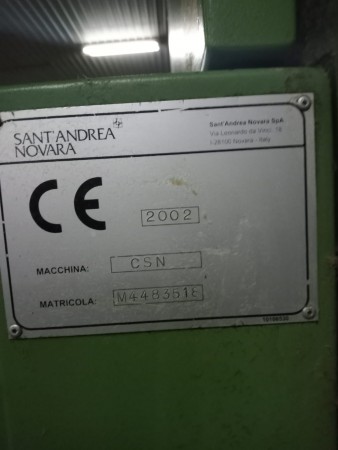 SANT'ANDREA
NOVARA
Sant'Andrea Novara SpA
Via Leonardo da Vinci, 18
I-28100 Novara - Italy
CE
2002
MACCHINA: CSN
MATRICOLA: